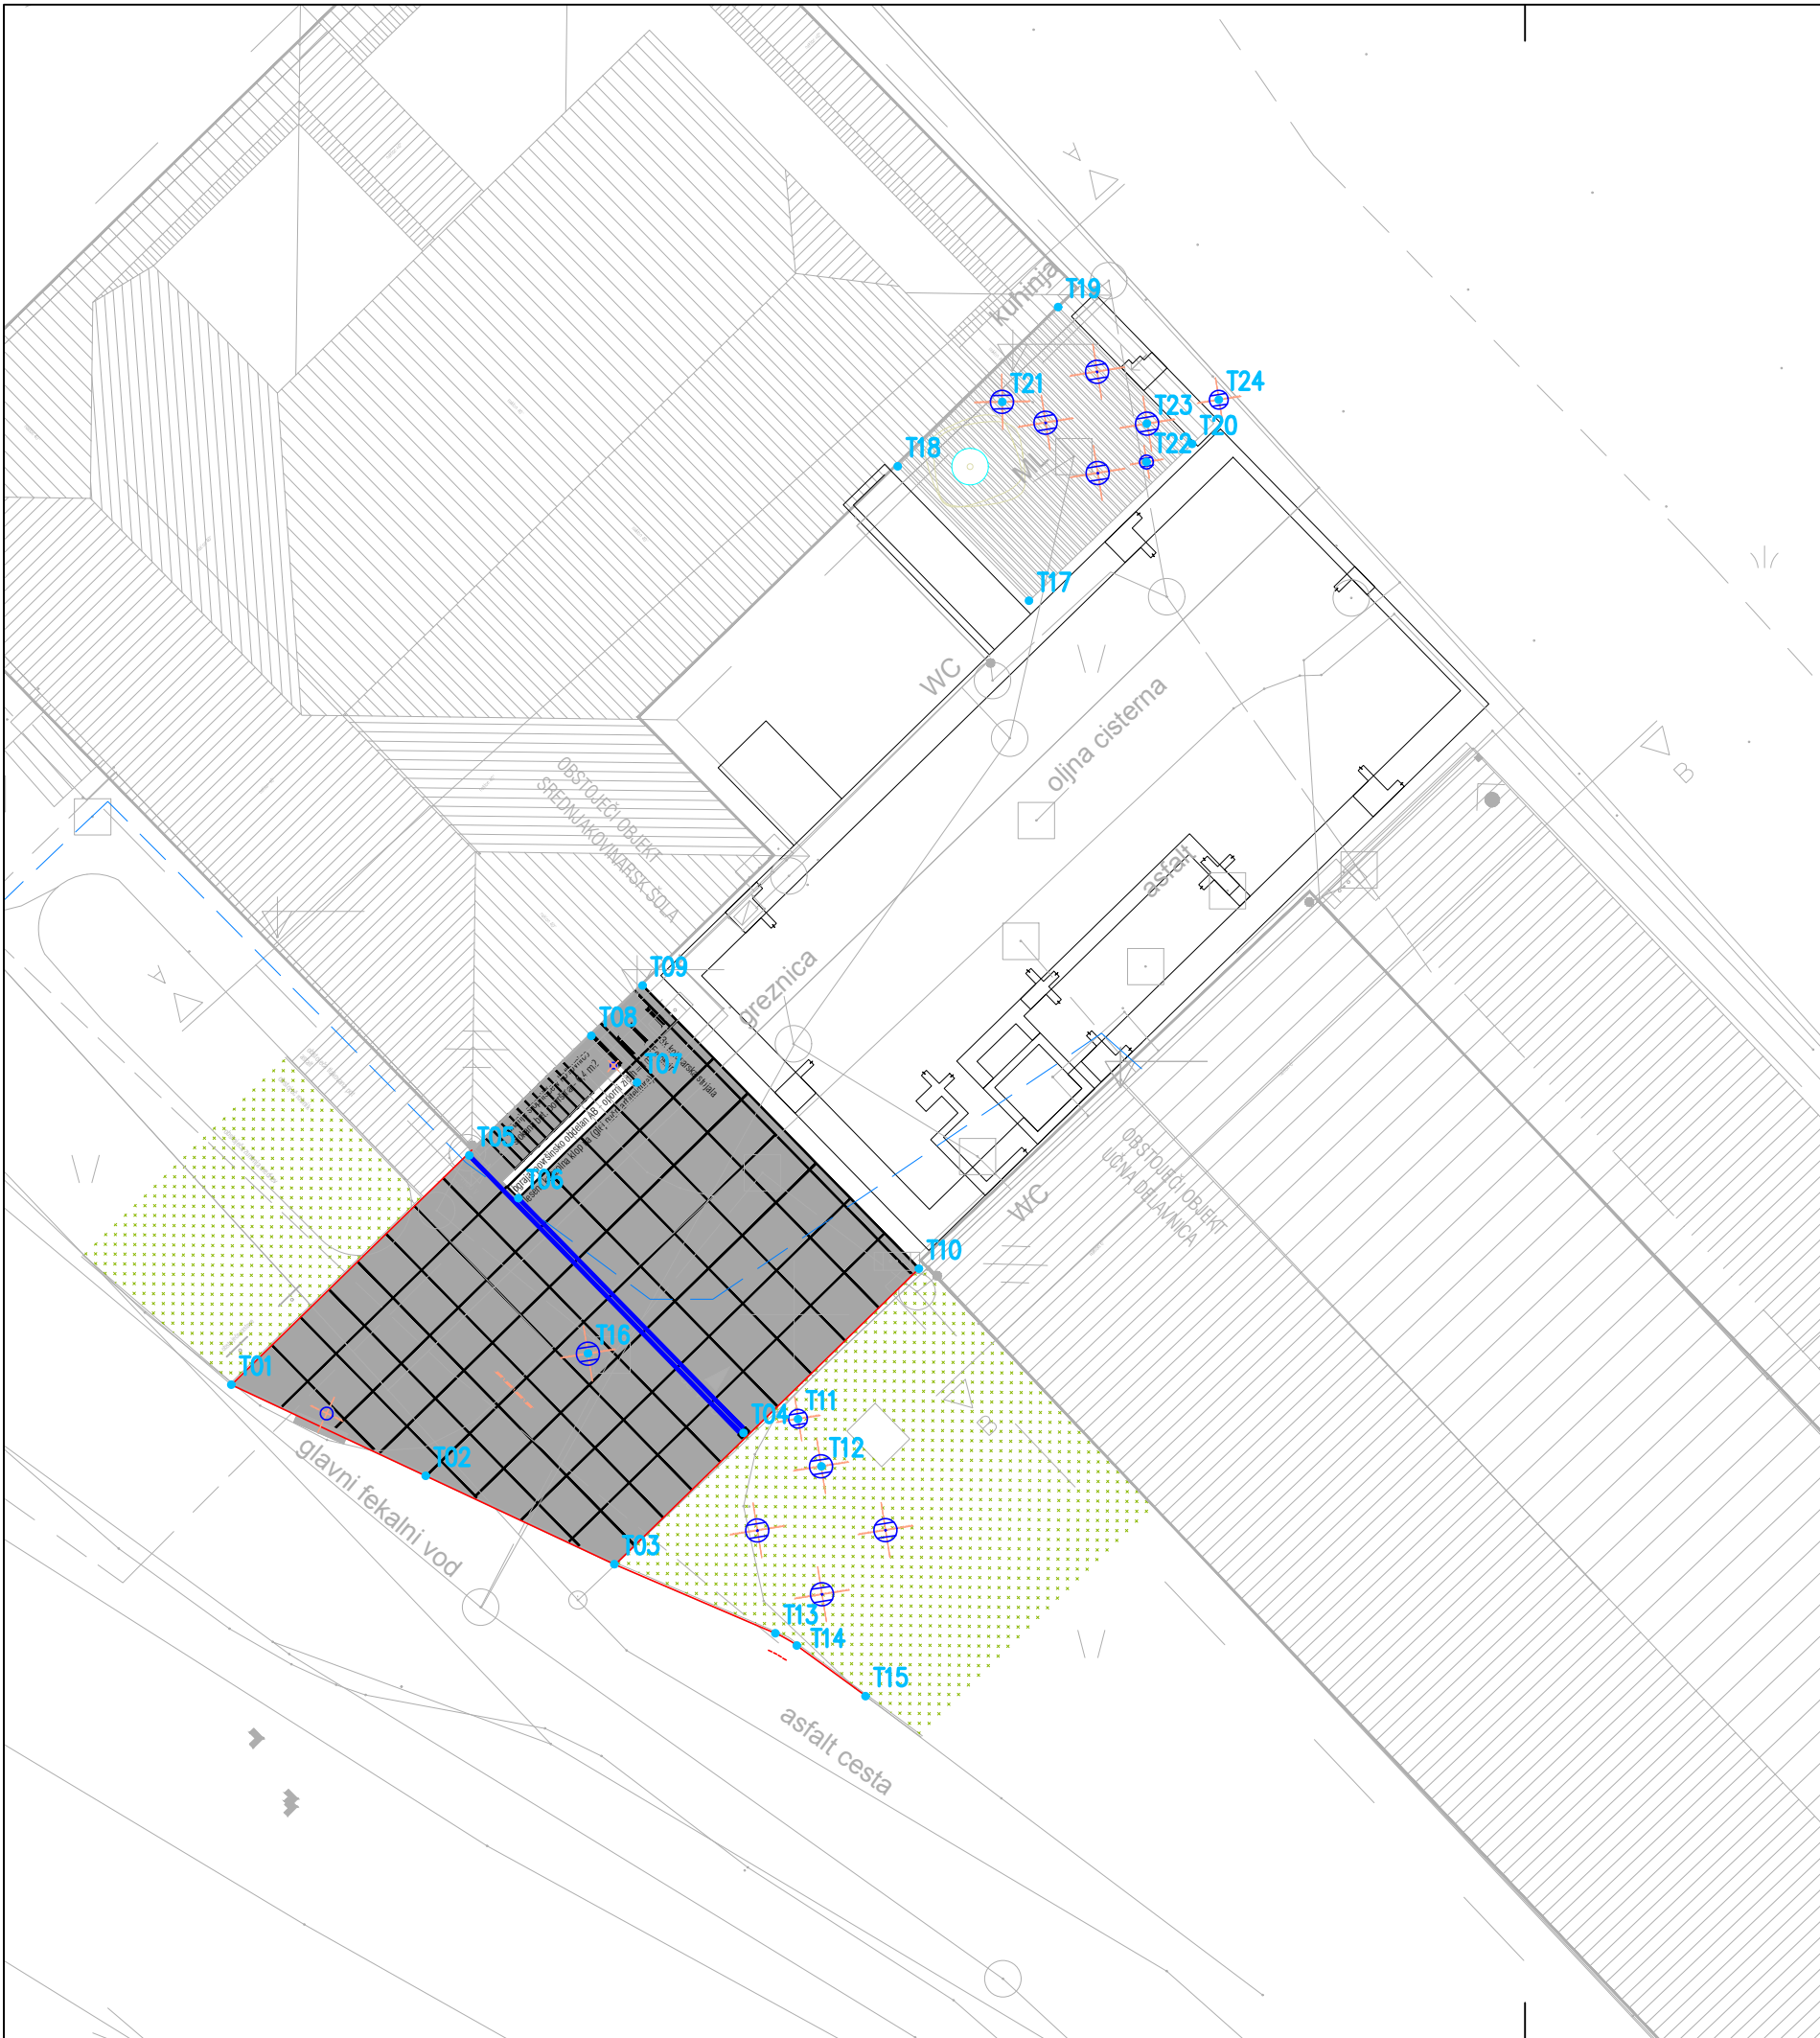 kuhinja
T19
T24
T21
T23
T20
T22
T18
ML
T17
WC
oljna cisterna
A
B
OBSTOJEČI OBJEKT
SREDNJAKOVINARSK ŠOLA
asfalt
greznica
A
T09
T08
T07
T05
T06
WC
OBSTOJEČI OBJEKT
UČNA DELAVNICA
T10
T16
T01
T04
T11
T12
B
T02
T03
glavni fekalni vod
T13
T14
T15
asfalt cesta